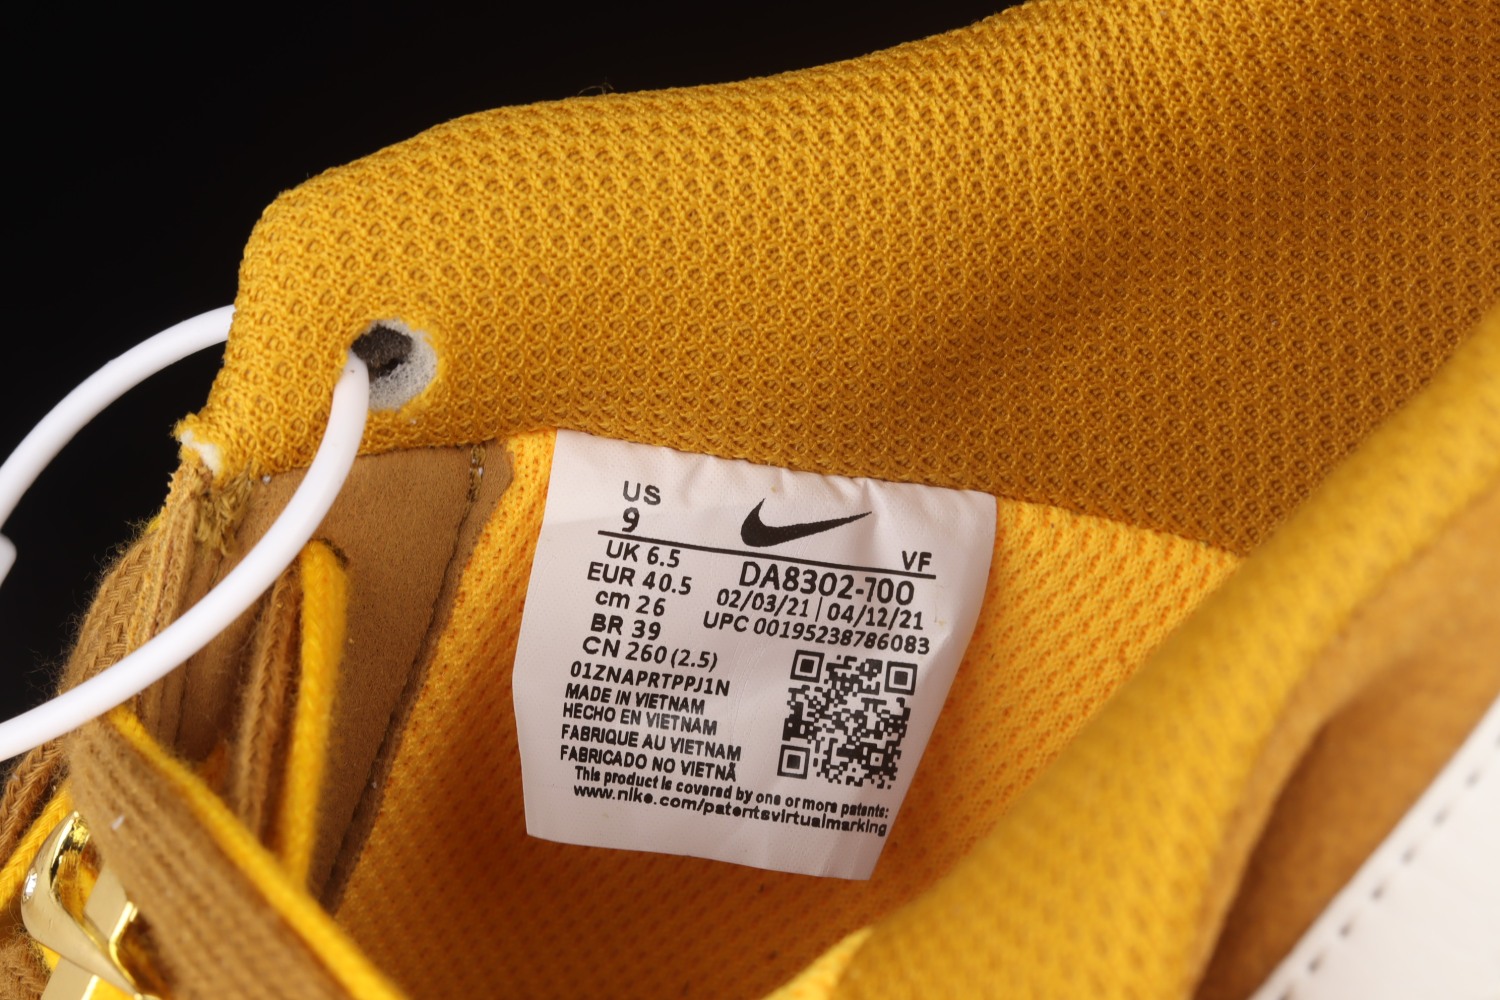 US
9
VF
UK 6.5
EUR 40.5
cm 26
BR 39
CN 260 (2.5)
DA8302-700
02/03/21 | 04/12/21
UPC 00195238786083
01ZNAPRTPPJ1N
MADE IN VIETNAM
HECHO EN VIETNAM
FABRIQUE AU VIETNAM
FABRICADO NO VIETNÃ
This product is covered by one or more patents:
www.nike.com/patentsvirtualmarking